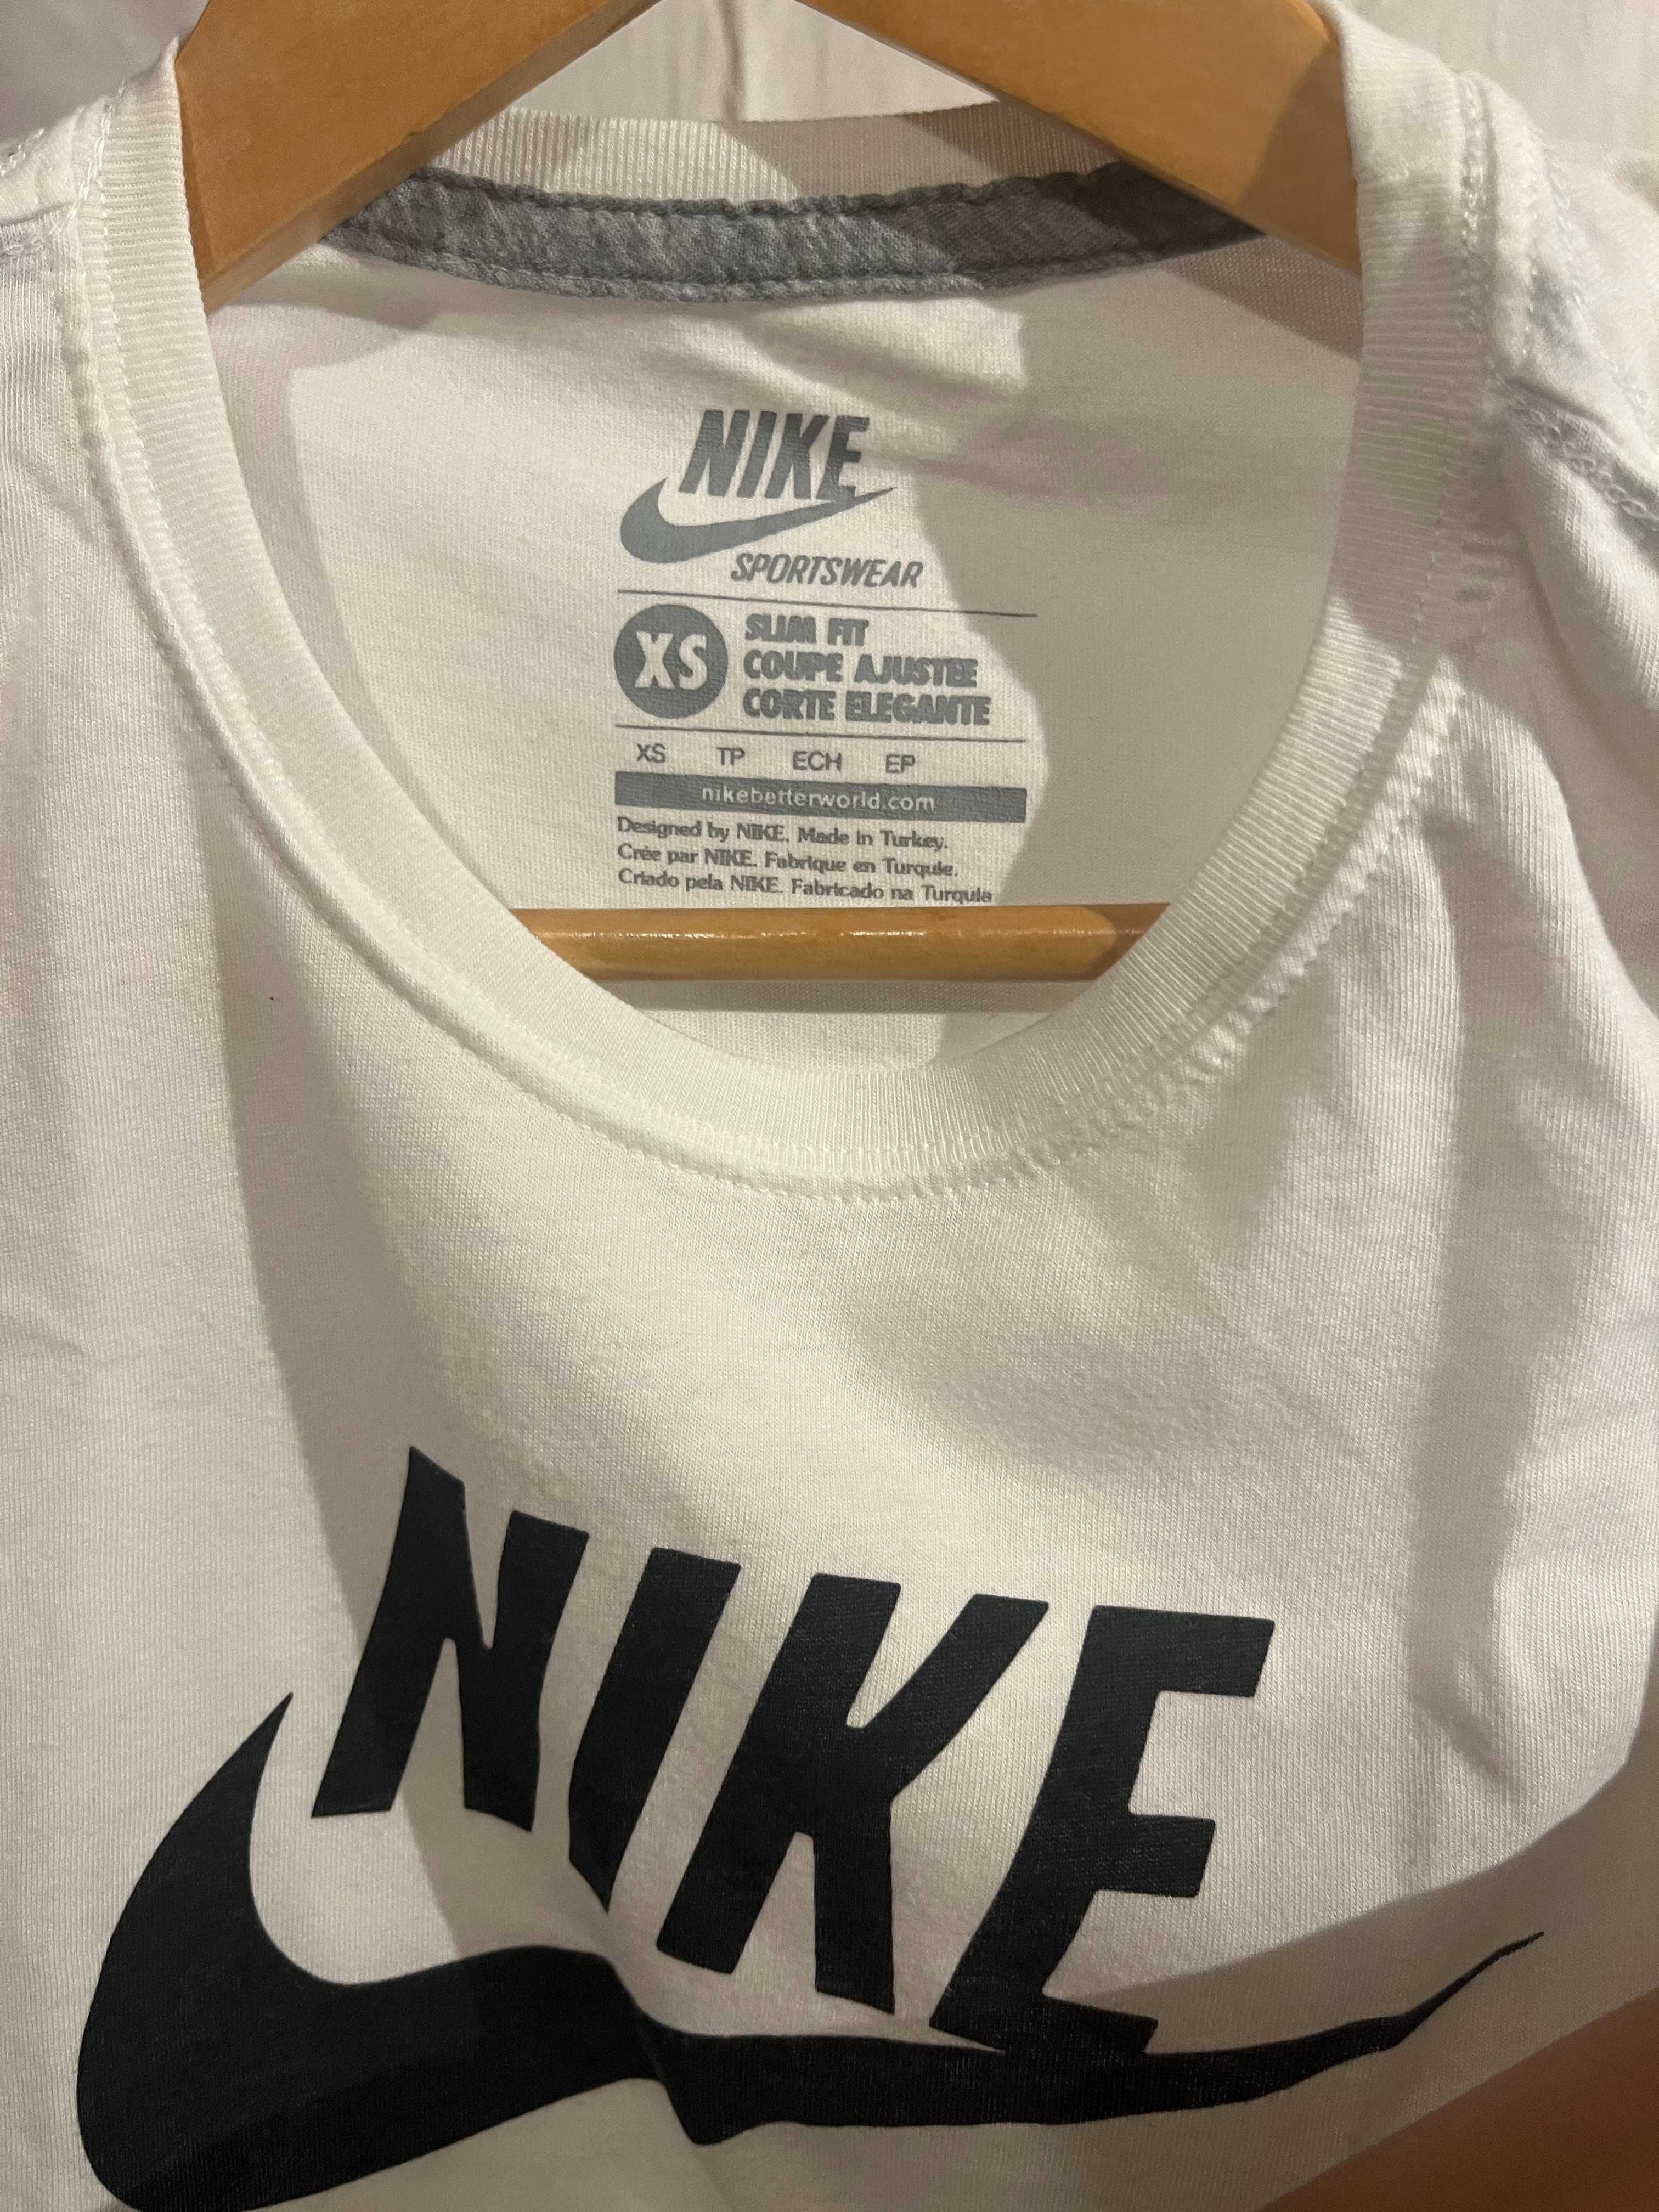 NIKE
SPORTSWEAR
XS
SLIM FIT
COUPE AJUSTEE
CORTE ELEGANTE
XS TP ECH EP
nikebetterworld.com
Designed by NIKE. Made in Turkey.
Crée par NIKE. Fabrique en Turquie.
Criado pela NIKE. Fabricado na Turquia
NIKE